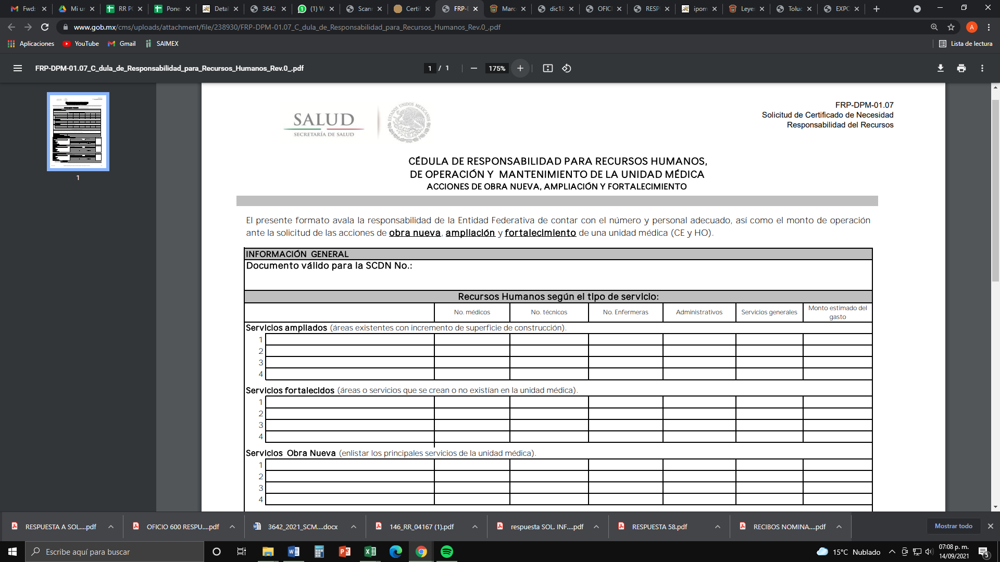 Fwd:
Mi ur
RR P(
Pone
Detal
3642
(1) W
Scann
Certif
FRP-D
Marc
dic18
OFIC
RESP
ipom
Leyes
Toluc
EXPO
www.gob.mx/cms/uploads/attachment/file/238930/FRP-DPM-01.07_C_dula_de_Responsabilidad_para_Recursos_Humanos_Rev.0_.pdf
A
Aplicaciones
YouTube
Gmail
SAIMEX
Lista de lectura
FRP-DPM-01.07_C_dula_de_Responsabilidad_para_Recursos_Humanos_Rev.0_.pdf
1 / 1
175%
1
SALUD
SECRETARÍA DE SALUD
ESTADOS UNIDOS MEXICANOS
FRP-DPM-01.07
Solicitud de Certificado de Necesidad
Responsabilidad del Recursos
CÉDULA DE RESPONSABILIDAD PARA RECURSOS HUMANOS,
DE OPERACIÓN Y MANTENIMIENTO DE LA UNIDAD MÉDICA
ACCIONES DE OBRA NUEVA, AMPLIACIÓN Y FORTALECIMIENTO
El presente formato avala la responsabilidad de la Entidad Federativa de contar con el número y personal adecuado, así como el monto de operación
ante la solicitud de las acciones de obra nueva, ampliación y fortalecimiento de una unidad médica (CE y HO).
INFORMACIÓN GENERAL
Documento válido para la SCDN No.:
Recursos Humanos según el tipo de servicio:
No. médicos
No. técnicos
No. Enfermeras
Administrativos
Servicios generales
Monto estimado del
gasto
Servicios ampliados (áreas existentes con incremento de superficie de construcción).
1
2
3
4
Servicios fortalecidos (áreas o servicios que se crean o no existían en la unidad médica).
1
2
3
4
Servicios Obra Nueva (enlistar los principales servicios de la unidad médica).
1
2
3
4
RESPUESTA A SOL....pdf
OFICIO 600 RESPU....pdf
3642_2021_SCM....docx
146_RR_04167 (1).pdf
respuesta SOL. INF....pdf
RESPUESTA 58.pdf
RECIBOS NOMINA....pdf
Mostrar todo
Escribe aquí para buscar
15°C Nublado
07:08 p. m.
14/09/2021
5